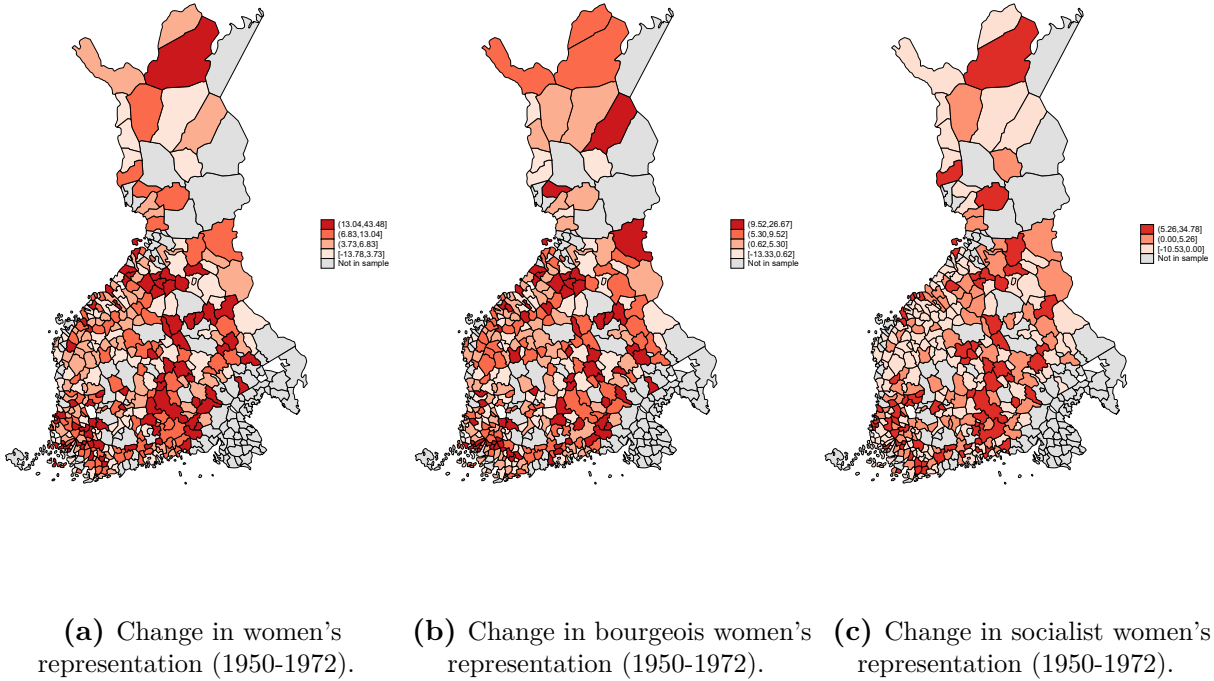 (13.04,43.48]
(6.83,13.04]
(3.73,6.83]
[-13.78,3.73]
Not in sample
(9.52,26.67]
(5.30,9.52]
(0.62,5.30]
[-13.33,0.62]
Not in sample
(5.26,34.78]
(0.00,5.26]
[-10.53,0.00]
Not in sample
(a) Change in women's
representation (1950-1972).
(b) Change in bourgeois women's
representation (1950-1972).
(c) Change in socialist women's
representation (1950-1972).